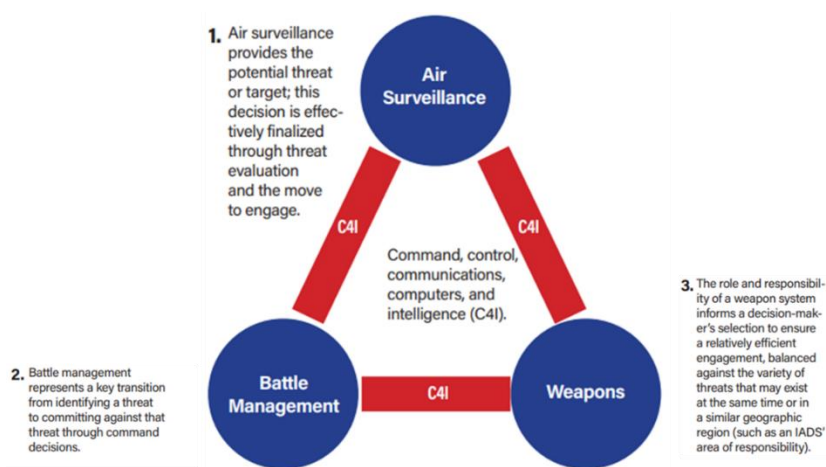 1. Air surveillance
provides the
potential threat
or target; this
decision is effec-
tively finalized
through threat
evaluation
and the move
to engage.
Air
Surveillance
C4I
C4I
Command, control,
communications,
computers, and
intelligence (C4I).
2. Battle management
represents a key transition
from identifying a threat
to committing against that
threat through command
decisions.
Battle
Management
C4I
Weapons
3. The role and responsibil-
ity of a weapon system
informs a decision-mak-
er's selection to ensure
a relatively efficient
engagement, balanced
against the variety of
threats that may exist
at the same time or in
a similar geographic
region (such as an IADS'
area of responsibility).